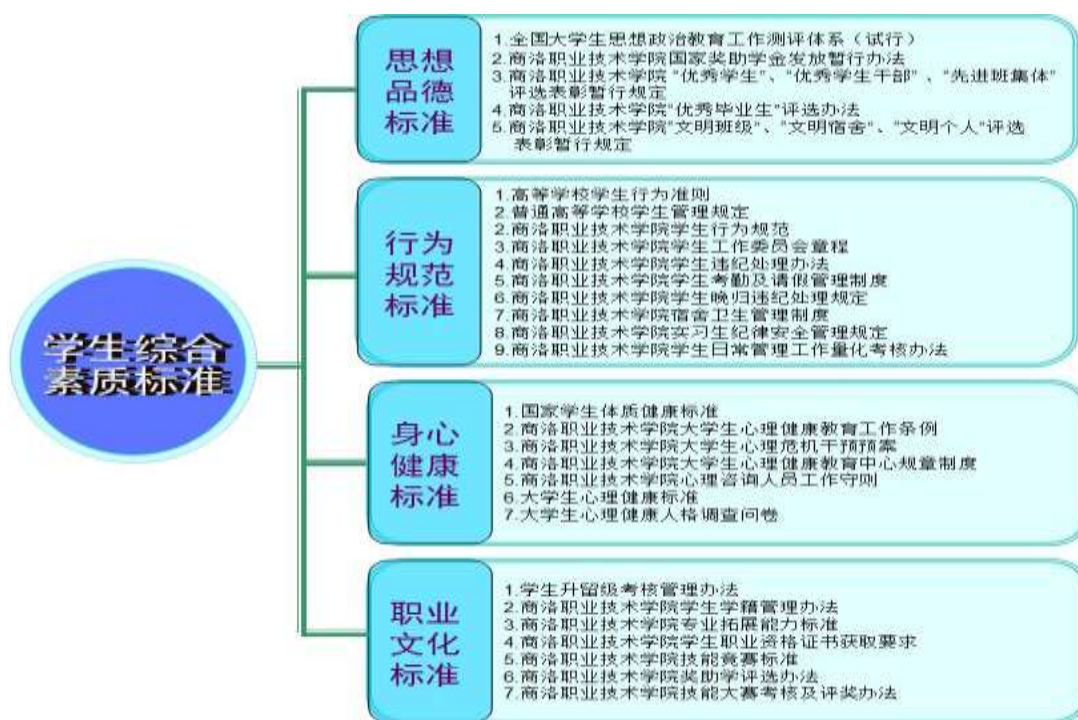 学生综合
素质标准
思想
品德
标准
1.全国大学生思想政治教育工作测评体系（试行）
2.商洛职业技术学院国家奖助学金发放暂行办法
3.商洛职业技术学院“优秀学生”、“优秀学生干部”、“先进班集体”
评选表彰暂行规定
4.商洛职业技术学院“优秀毕业生”评选办法
5.商洛职业技术学院“文明班级”、“文明宿舍”、“文明个人”评选
表彰暂行规定
行为
规范
标准
1.高等学校学生行为准则
2.普通高等学校学生管理规定
2.商洛职业技术学院学生行为规范
3.商洛职业技术学院学生工作委员会章程
4.商洛职业技术学院学生违纪处理办法
5.商洛职业技术学院学生考勤及请假管理制度
6.商洛职业技术学院学生晚归违纪处理规定
7.商洛职业技术学院宿舍卫生管理制度
8.商洛职业技术学院实习生纪律安全管理规定
9.商洛职业技术学院学生日常管理工作量化考核办法
身心
健康
标准
1.国家学生体质健康标准
2.商洛职业技术学院大学生心理健康教育工作条例
3.商洛职业技术学院大学生心理危机干预预案
4.商洛职业技术学院大学生心理健康教育中心规章制度
5.商洛职业技术学院心理咨询人员工作守则
6.大学生心理健康标准
7.大学生心理健康人格调查问卷
职业
文化
标准
1.学生升留级考核管理办法
2.商洛职业技术学院学生学籍管理办法
3.商洛职业技术学院专业拓展能力标准
4.商洛职业技术学院学生职业资格证书获取要求
5.商洛职业技术学院技能竞赛标准
6.商洛职业技术学院奖助学评选办法
7.商洛职业技术学院技能大赛考核及评奖办法